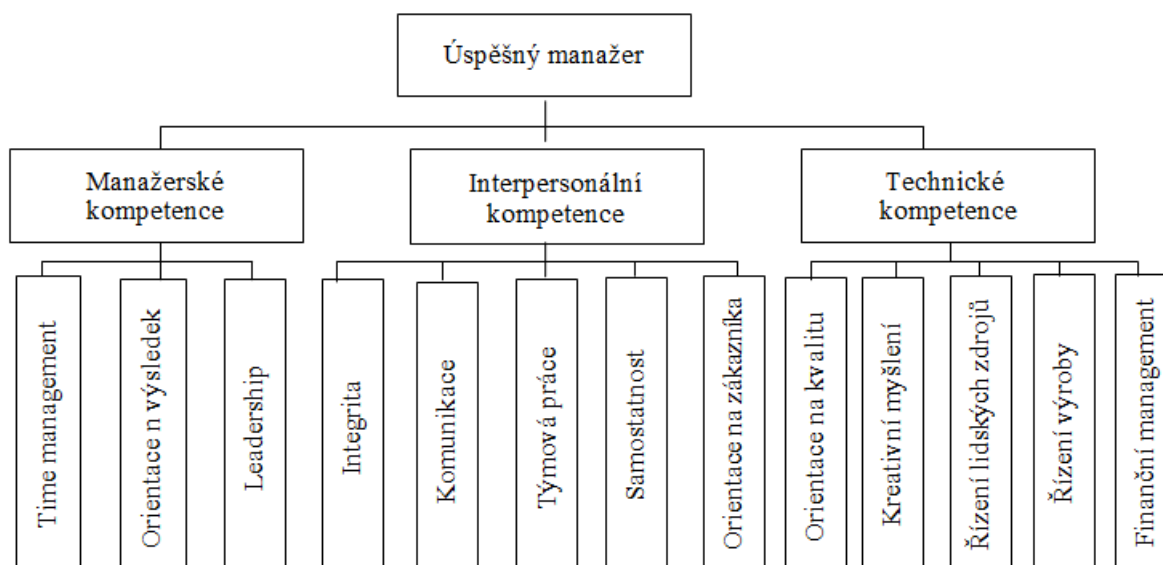 Úspěšný manažer
Manažerské
kompetence
Interpersonální
kompetence
Technické
kompetence
Time management
Orientace n výsledek
Leadership
Integrita
Komunikace
Týmová práce
Samostatnost
Orientace na zákazníka
Orientace na kvalitu
Kreativní myšlení
Řízení lidských zdrojů
Řízení výroby
Finanční management